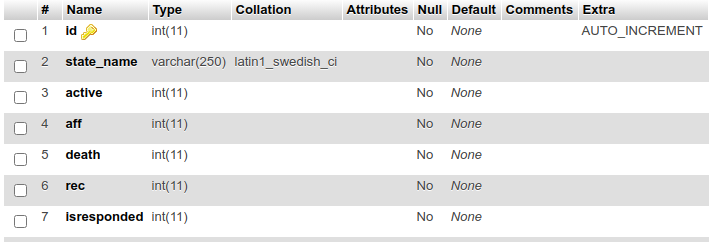 # Name Type Collation Attributes Null Default Comments Extra
1 id int(11) No None AUTO_INCREMENT
2 state_name varchar(250) latin1_swedish_ci No None
3 active int(11) No None
4 aff int(11) No None
5 death int(11) No None
6 rec int(11) No None
7 isresponded int(11) No None